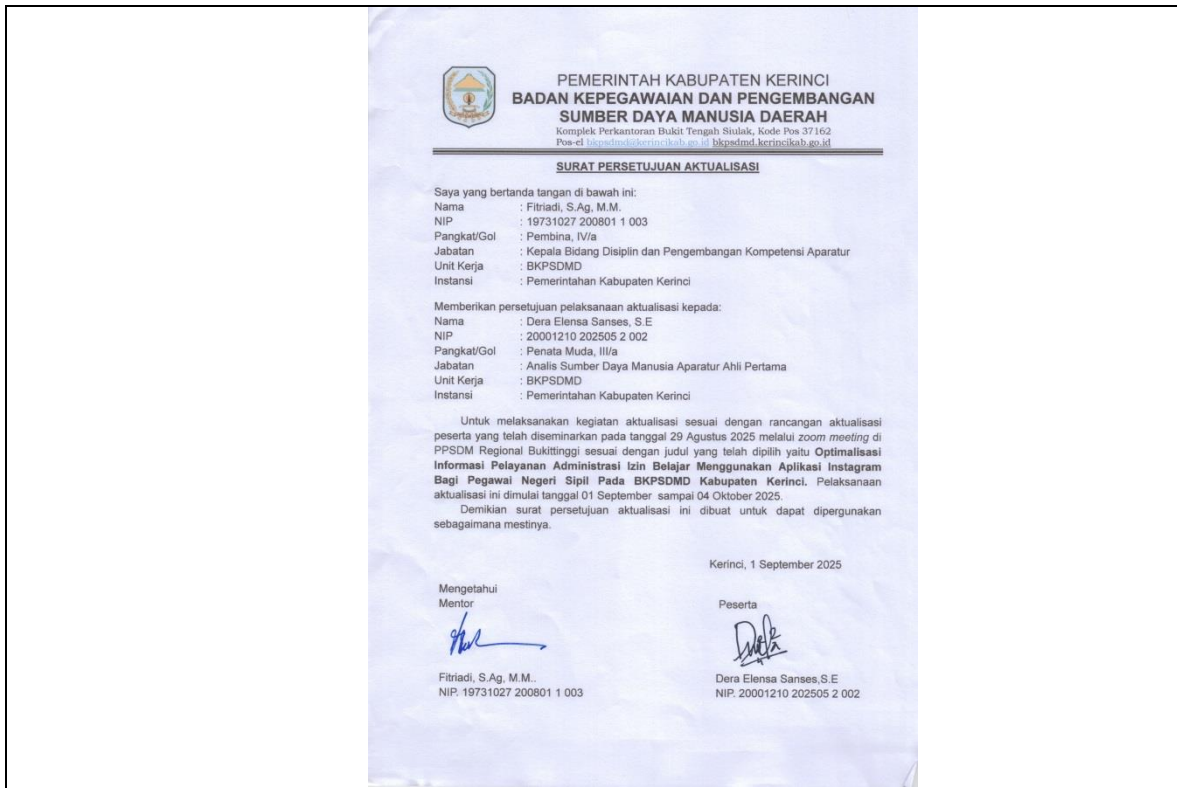 PEMERINTAH KABUPATEN KERINCI
BADAN KEPEGAWAIAN DAN PENGEMBANGAN
SUMBER DAYA MANUSIA DAERAH
Komplek Perkantoran Bukit Tengah Siulak, Kode Pos 37162
Pos-el bkpsdmd@kerincikab.go.id bkpsdmd.kerincikab.go.id
SURAT PERSETUJUAN AKTUALISASI
Saya yang bertanda tangan di bawah ini:
Nama : Fitriadi, S.Ag, M.M.
NIP : 19731027 200801 1 003
Pangkat/Gol : Pembina, IV/a
Jabatan : Kepala Bidang Disiplin dan Pengembangan Kompetensi Aparatur
Unit Kerja : BKPSDMD
Instansi : Pemerintahan Kabupaten Kerinci
Memberikan persetujuan pelaksanaan aktualisasi kepada:
Nama : Dera Elensa Sanses, S.E
NIP : 20001210 202505 2 002
Pangkat/Gol : Penata Muda, III/a
Jabatan : Analis Sumber Daya Manusia Aparatur Ahli Pertama
Unit Kerja : BKPSDMD
Instansi : Pemerintahan Kabupaten Kerinci
Untuk melaksanakan kegiatan aktualisasi sesuai dengan rancangan aktualisasi
peserta yang telah diseminarkan pada tanggal 29 Agustus 2025 melalui zoom meeting di
PPSDM Regional Bukittinggi sesuai dengan judul yang telah dipilih yaitu Optimalisasi
Informasi Pelayanan Administrasi Izin Belajar Menggunakan Aplikasi Instagram
Bagi Pegawai Negeri Sipil Pada BKPSDMD Kabupaten Kerinci. Pelaksanaan
aktualisasi ini dimulai tanggal 01 September sampai 04 Oktober 2025.
Demikian surat persetujuan aktualisasi ini dibuat untuk dapat dipergunakan
sebagaimana mestinya.
Kerinci, 1 September 2025
Mengetahui
Mentor
Peserta
Fitriadi, S.Ag, M.M..
NIP. 19731027 200801 1 003
Dera Elensa Sanses,S.E
NIP. 20001210 202505 2 002